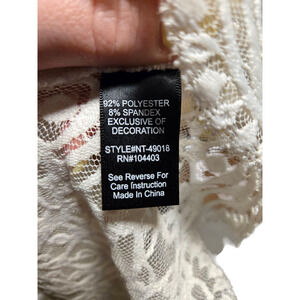 92% POLYESTER
8% SPANDEX
EXCLUSIVE OF
DECORATION
STYLE#NT-49018
RN#104403
See Reverse For
Care Instruction
Made In China